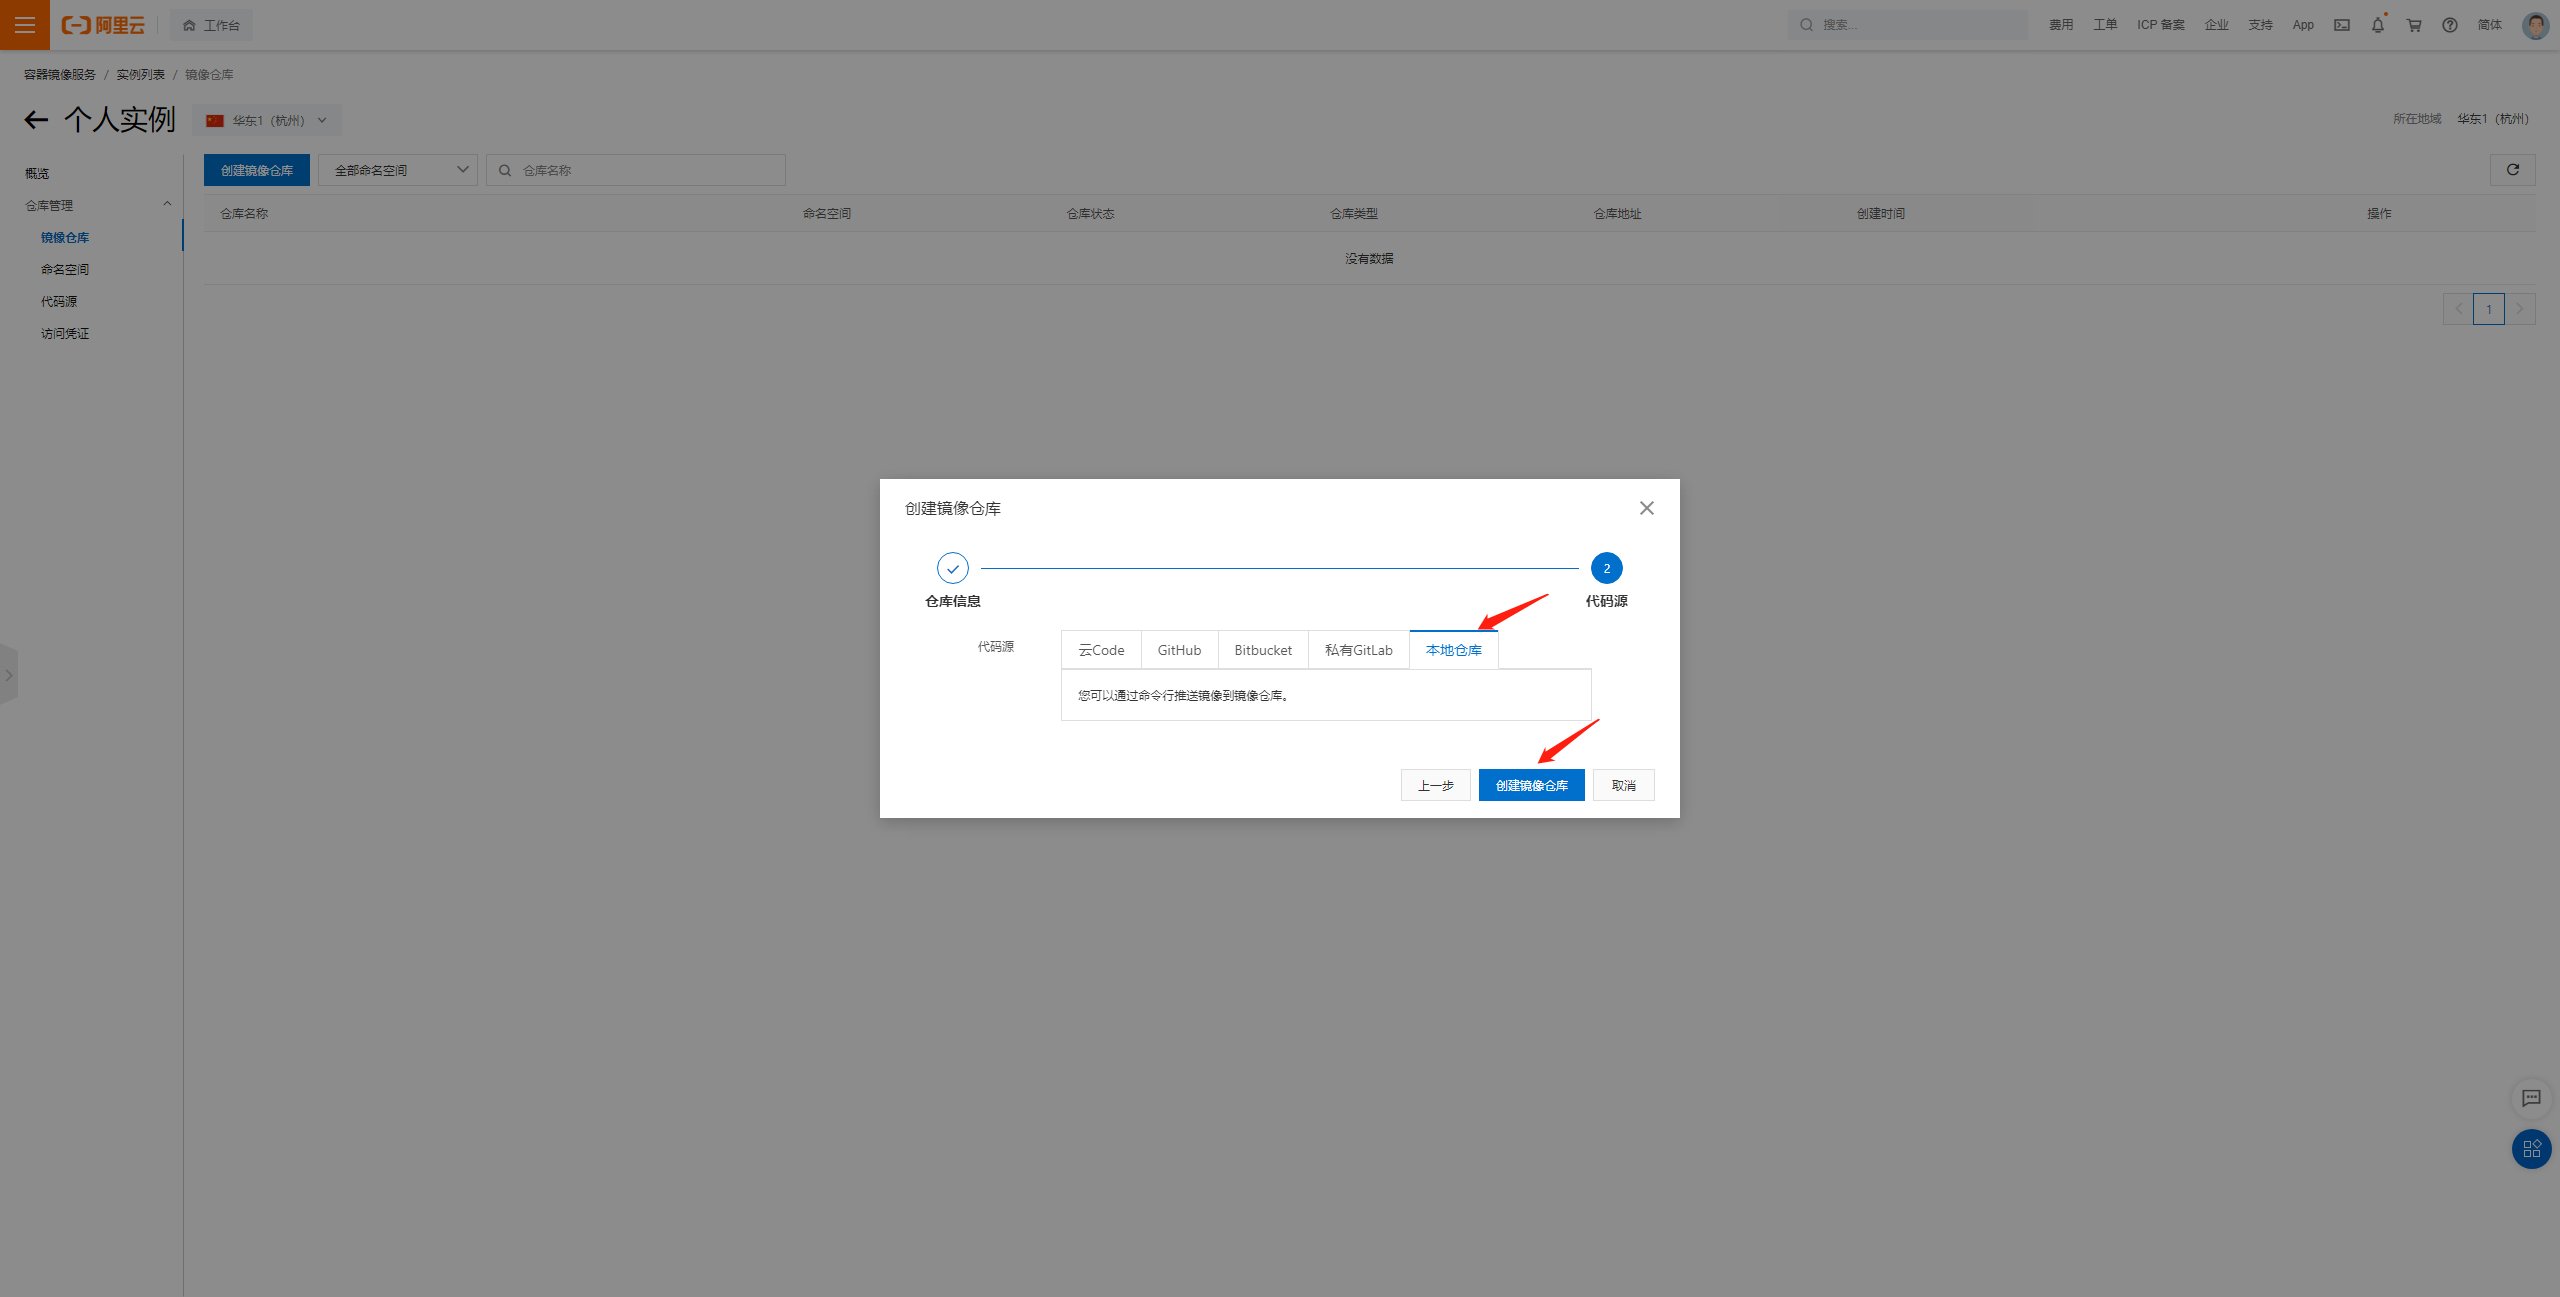 阿里云
工作台
搜索...
费用
工单
ICP 备案
企业
支持
App
简体
容器镜像服务 / 实例列表 / 镜像仓库
个人实例
华东1（杭州）
所在地域 华东1（杭州）
概览
仓库管理
镜像仓库
命名空间
代码源
访问凭证
创建镜像仓库
全部命名空间
仓库名称
仓库名称
命名空间
仓库状态
仓库类型
仓库地址
创建时间
操作
没有数据
1
创建镜像仓库
2
仓库信息
代码源
代码源
云Code
GitHub
Bitbucket
私有GitLab
本地仓库
您可以通过命令行推送镜像到镜像仓库。
上一步
创建镜像仓库
取消